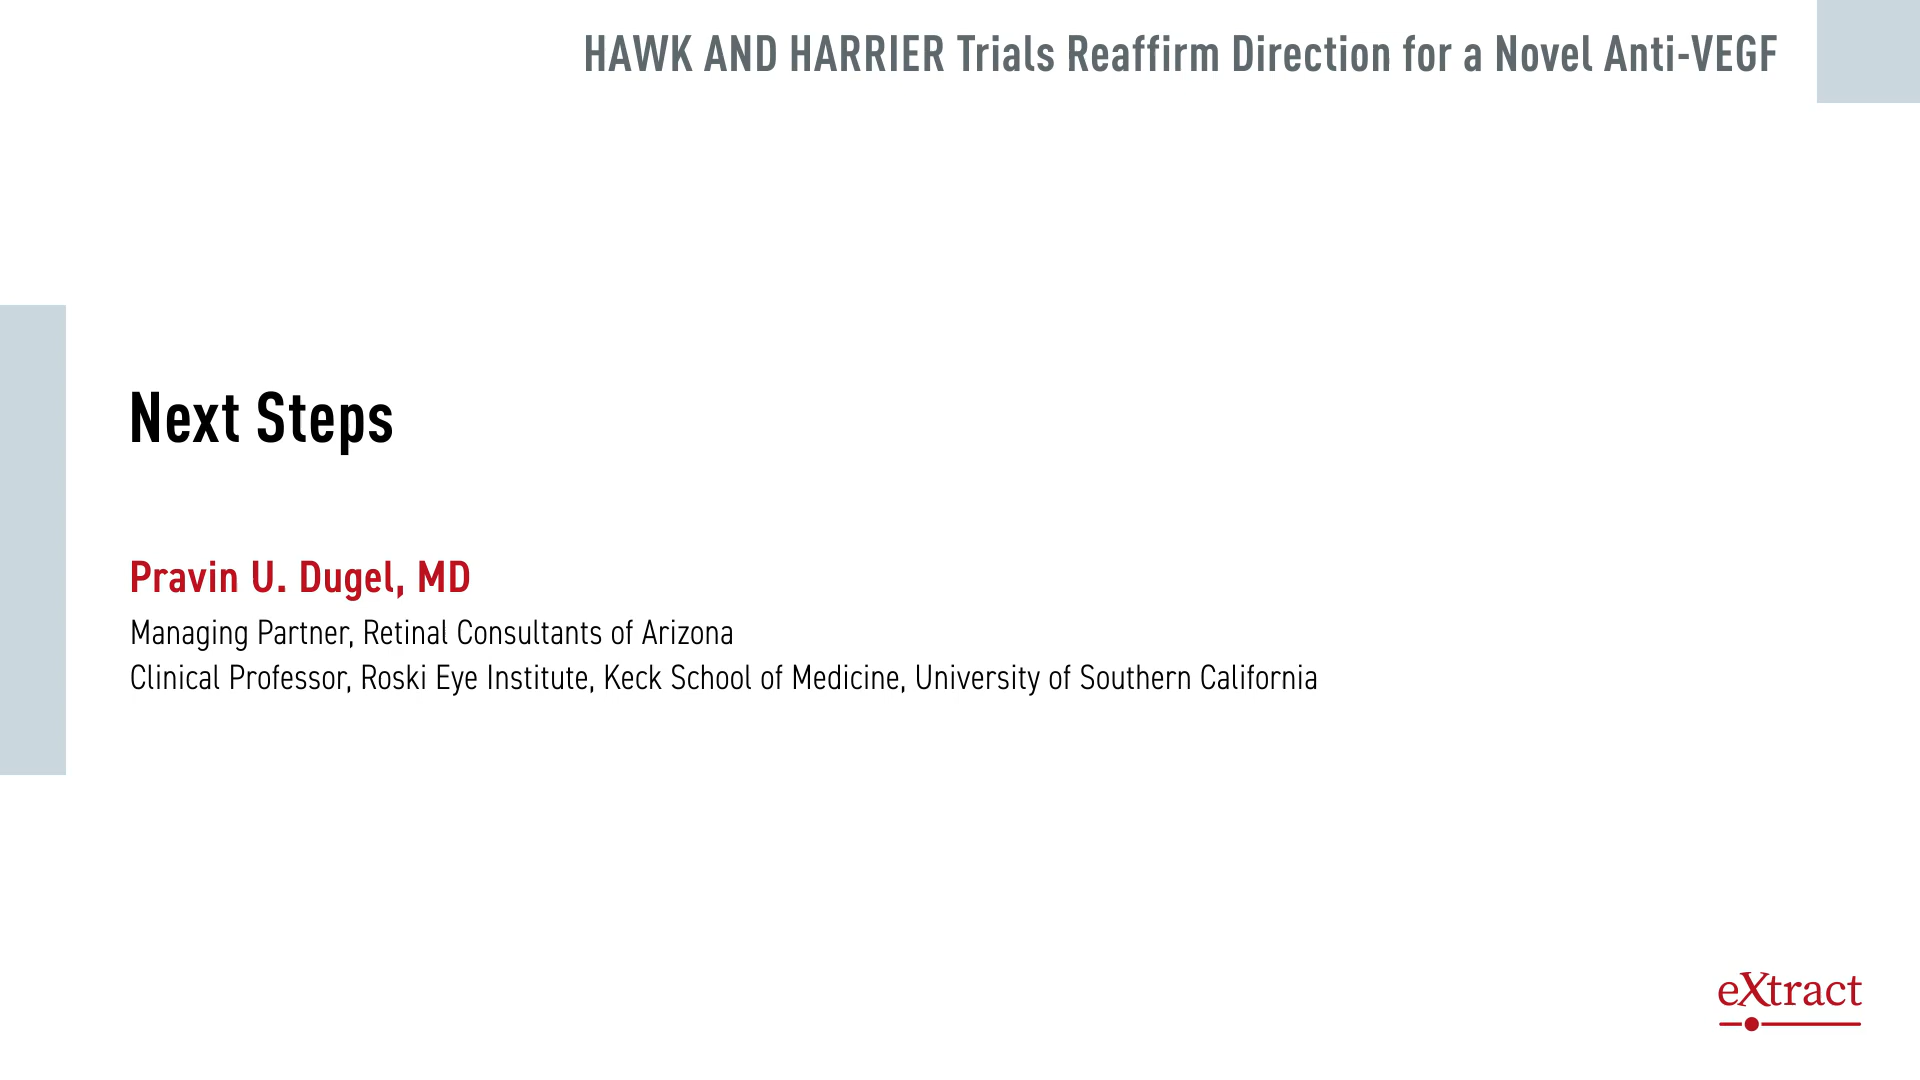 HAWK AND HARRIER Trials Reaffirm Direction for a Novel Anti-VEGF
Next Steps
Pravin U. Dugel, MD
Managing Partner, Retinal Consultants of Arizona
Clinical Professor, Roski Eye Institute, Keck School of Medicine, University of Southern California
eXtract